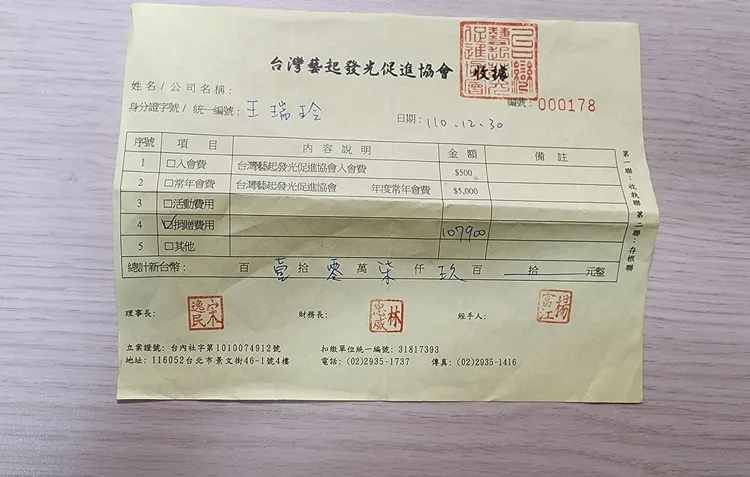 台灣藝起發光促進協會 收據
姓名/公司名稱:
編號: 000178
身分證字號/統一編號: 王瑞玲
日期: 110.12.30
序號 項目 內容說明 金額 備註
1 □入會費 台灣藝起發光促進協會入會費 $500
2 □常年會費 台灣藝起發光促進協會 年度常年會費 $5,000
3 □活動費用
4 ☑捐贈費用 107900
5 □其他
總計新台幣: 百 壹 拾 零 萬 柒 仟 玖 百 — 拾 元整
第一聯:收執聯 第二聯:存根聯
理事長: 宋逸民 財務長: 林忠威 經手人: 楊富江
立案證號: 台內社字第1010074912號 扣繳單位統一編號: 31817393
地址: 116052台北市景文街46-1號4樓 電話: (02)2935-1737 傳真: (02)2935-1416